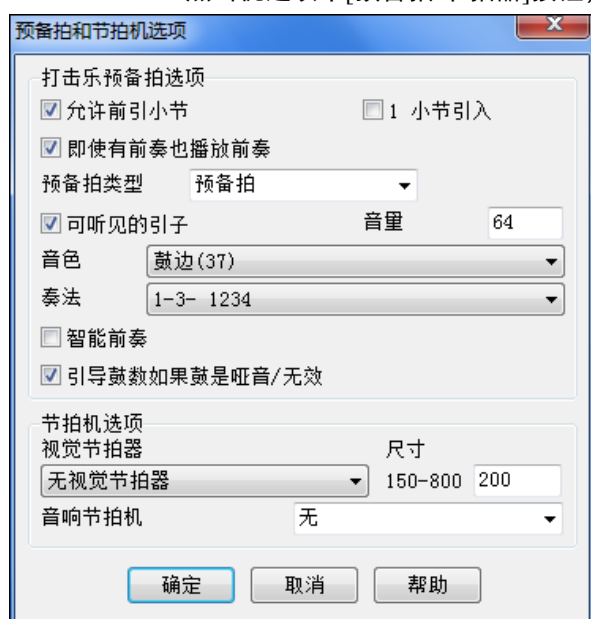 预备拍和节拍机选项
打击乐预备拍选项
允许前引小节 1 小节引入
即使有前奏也播放前奏
预备拍类型 预备拍
可听见的引子 音量 64
音色 鼓边(37)
奏法 1-3- 1234
智能前奏
引导鼓数如果鼓是哑音/无效
节拍机选项
视觉节拍器 尺寸
无视觉节拍器 150-800 200
音响节拍机 无
确定 取消 帮助